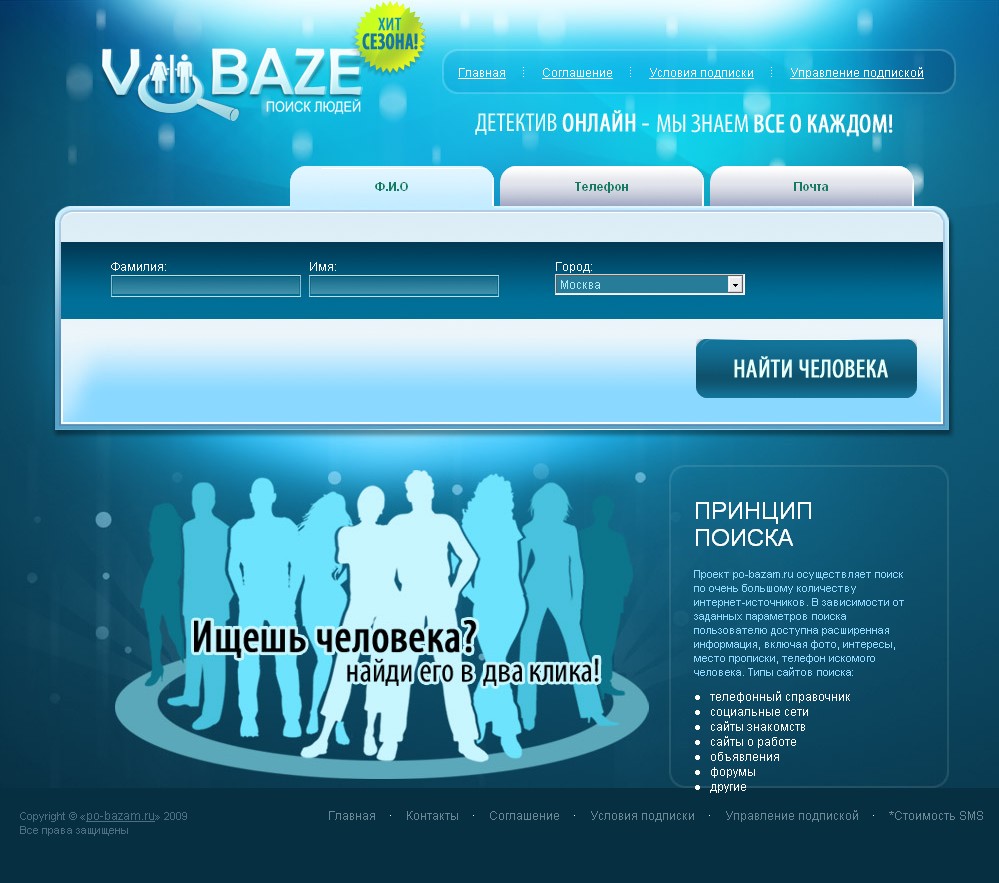 ХИТ
СЕЗОНА!
V BAZE
ПОИСК ЛЮДЕЙ
Главная Соглашение Условия подписки Управление подпиской
ДЕТЕКТИВ ОНЛАЙН - МЫ ЗНАЕМ ВСЕ О КАЖДОМ!
Ф.И.О Телефон Почта
Фамилия: Имя: Город:
Москва
НАЙТИ ЧЕЛОВЕКА
Ищешь человека?
найди его в два клика!
ПРИНЦИП
ПОИСКА
Проект po-bazam.ru осуществляет поиск
по очень большому количеству
интернет-источников. В зависимости от
заданных параметров поиска
пользователю доступна расширенная
информация, включая фото, интересы,
место прописки, телефон искомого
человека. Типы сайтов поиска:
• телефонный справочник
• социальные сети
• сайты знакомств
• сайты о работе
• объявления
• форумы
• другие
Copyright © «po-bazam.ru» 2009
Все права защищены
Главная · Контакты · Соглашение · Условия подписки · Управление подпиской · *Стоимость SMS